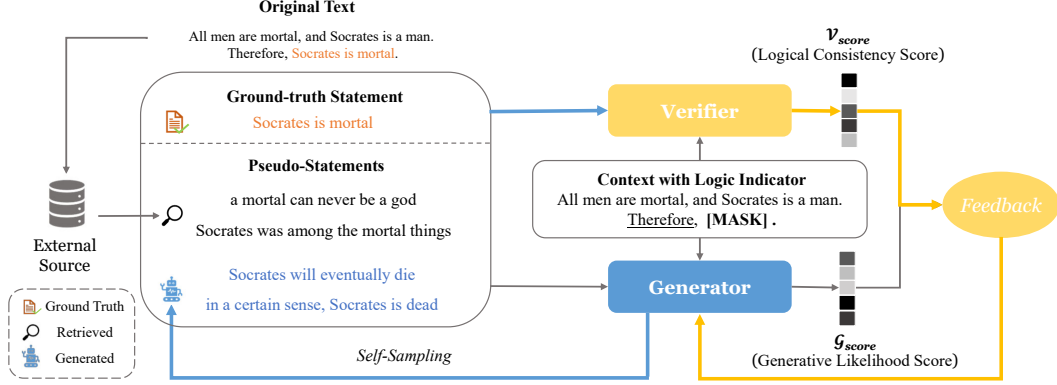 Original Text
All men are mortal, and Socrates is a man.
Therefore, Socrates is mortal.
Ground-truth Statement
Socrates is mortal
Pseudo-Statements
a mortal can never be a god
Socrates was among the mortal things
Socrates will eventually die
in a certain sense, Socrates is dead
External
Source
Ground Truth
Retrieved
Generated
Self-Sampling
Verifier
Context with Logic Indicator
All men are mortal, and Socrates is a man.
Therefore, [MASK] .
Generator
𝒱score
(Logical Consistency Score)
Feedback
𝒢score
(Generative Likelihood Score)